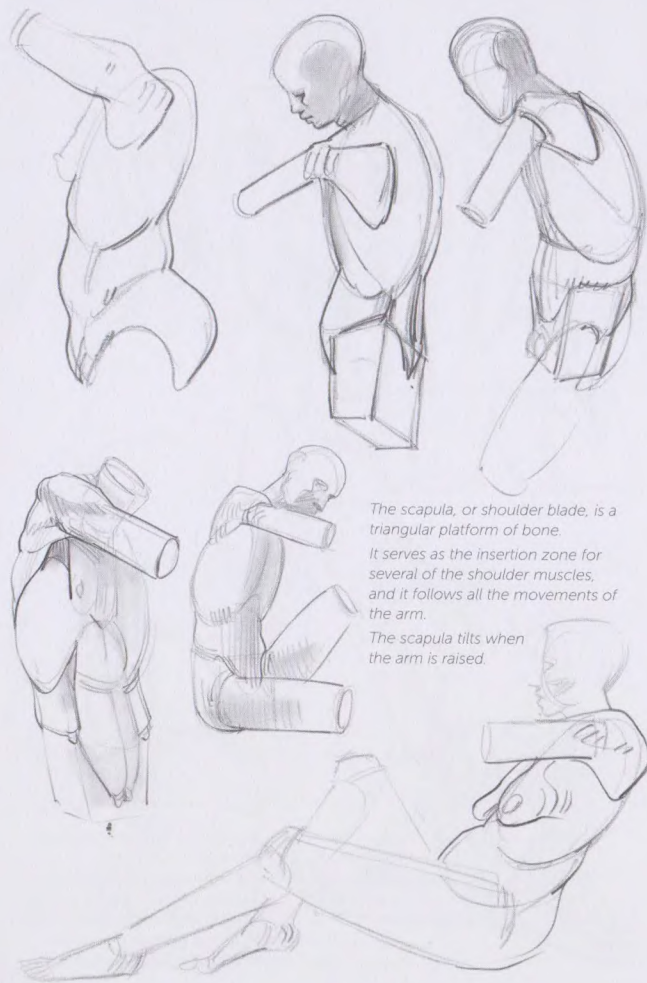 The scapula, or shoulder blade, is a
triangular platform of bone.
It serves as the insertion zone for
several of the shoulder muscles,
and it follows all the movements of
the arm.
The scapula tilts when
the arm is raised.